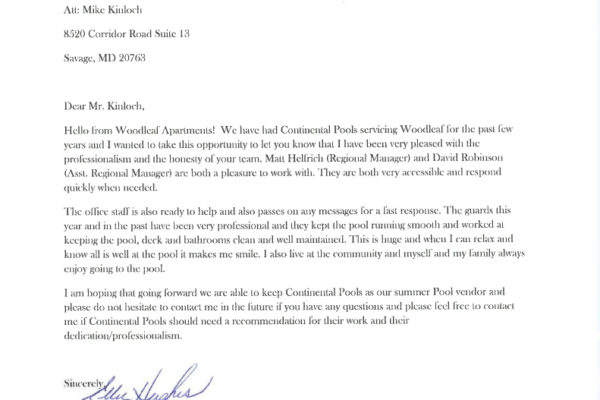 Att: Mike Kinloch
8520 Corridor Road Suite 13
Savage, MD 20763
Dear Mr. Kinloch,
Hello from Woodleaf Apartments!  We have had Continental Pools servicing Woodleaf for the past few
years and I wanted to take this opportunity to let you know that I have been very pleased with the
professionalism and the honesty of your team. Matt Helfrich (Regional Manager) and David Robinson
(Asst. Regional Manager) are both a pleasure to work with. They are both very accessible and respond
quickly when needed.
The office staff is also ready to help and also passes on any messages for a fast response. The guards this
year and in the past have been very professional and they kept the pool running smooth and worked at
keeping the pool, deck and bathrooms clean and well maintained. This is huge and when I can relax and
know all is well at the pool it makes me smile. I also live at the community and myself and my family always
enjoy going to the pool.
I am hoping that going forward we are able to keep Continental Pools as our summer Pool vendor and
please do not hesitate to contact me in the future if you have any questions and please feel free to contact
me if Continental Pools should need a recommendation for their work and their
dedication/professionalism.
Sincerely,
Hughes